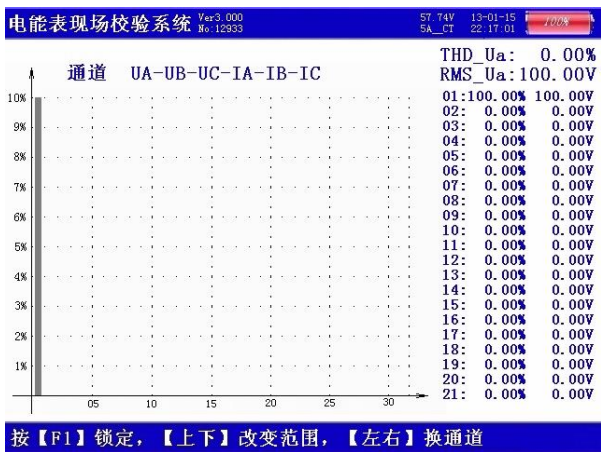 电能表现场校验系统 Ver3.000 No:12933 57.74V 13-01-15 5A__CT 22:17:01 100%
THD_Ua: 0.00%
通道 UA-UB-UC-IA-IB-IC
RMS_Ua:100.00V
10%
9%
8%
7%
6%
5%
4%
3%
2%
1%
05 10 15 20 25 30
01:100.00% 100.00V
02: 0.00% 0.00V
03: 0.00% 0.00V
04: 0.00% 0.00V
05: 0.00% 0.00V
06: 0.00% 0.00V
07: 0.00% 0.00V
08: 0.00% 0.00V
09: 0.00% 0.00V
10: 0.00% 0.00V
11: 0.00% 0.00V
12: 0.00% 0.00V
13: 0.00% 0.00V
14: 0.00% 0.00V
15: 0.00% 0.00V
16: 0.00% 0.00V
17: 0.00% 0.00V
18: 0.00% 0.00V
19: 0.00% 0.00V
20: 0.00% 0.00V
21: 0.00% 0.00V
按【F1】锁定，【上下】改变范围，【左右】换通道